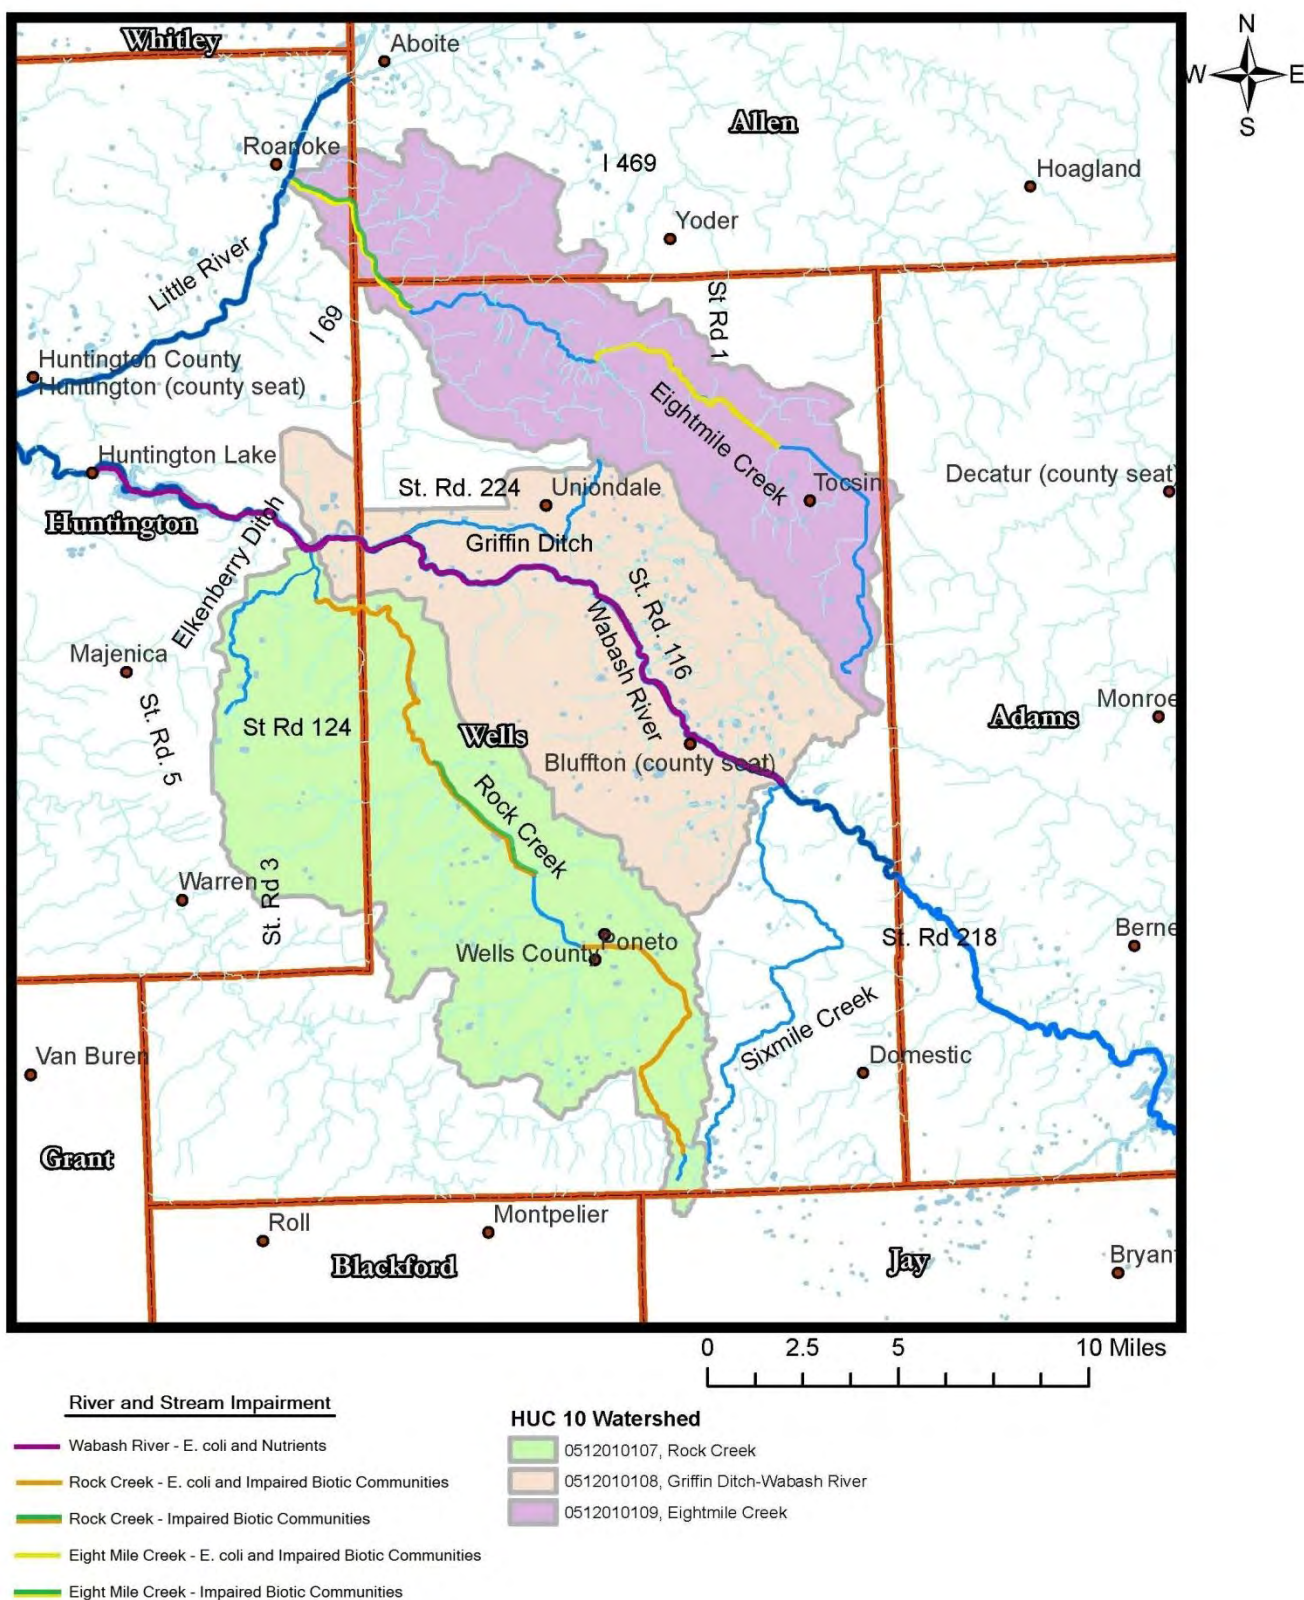 N
W E
S
Whitley
Aboite
Allen
Roanoke
I 469
Hoagland
Yoder
Little River
St Rd 1
I 69
Huntington County
Huntington (county seat)
Eightmile Creek
Huntington Lake
St. Rd. 224
Uniondale
Tocsin
Decatur (county seat)
Huntington
Elkenberry Ditch
Griffin Ditch
St. Rd. 116
Wabash River
Majenica
St. Rd. 5
St Rd 124
Wells
Adams
Monroe
Bluffton (county seat)
Rock Creek
Warren
St. Rd 3
Poneto
Wells County
St. Rd 218
Berne
Sixmile Creek
Van Buren
Domestic
Grant
Roll
Montpelier
Blackford
Jay
Bryant
0 2.5 5 10 Miles
River and Stream Impairment
Wabash River - E. coli and Nutrients
Rock Creek - E. coli and Impaired Biotic Communities
Rock Creek - Impaired Biotic Communities
Eight Mile Creek - E. coli and Impaired Biotic Communities
Eight Mile Creek - Impaired Biotic Communities
HUC 10 Watershed
0512010107, Rock Creek
0512010108, Griffin Ditch-Wabash River
0512010109, Eightmile Creek